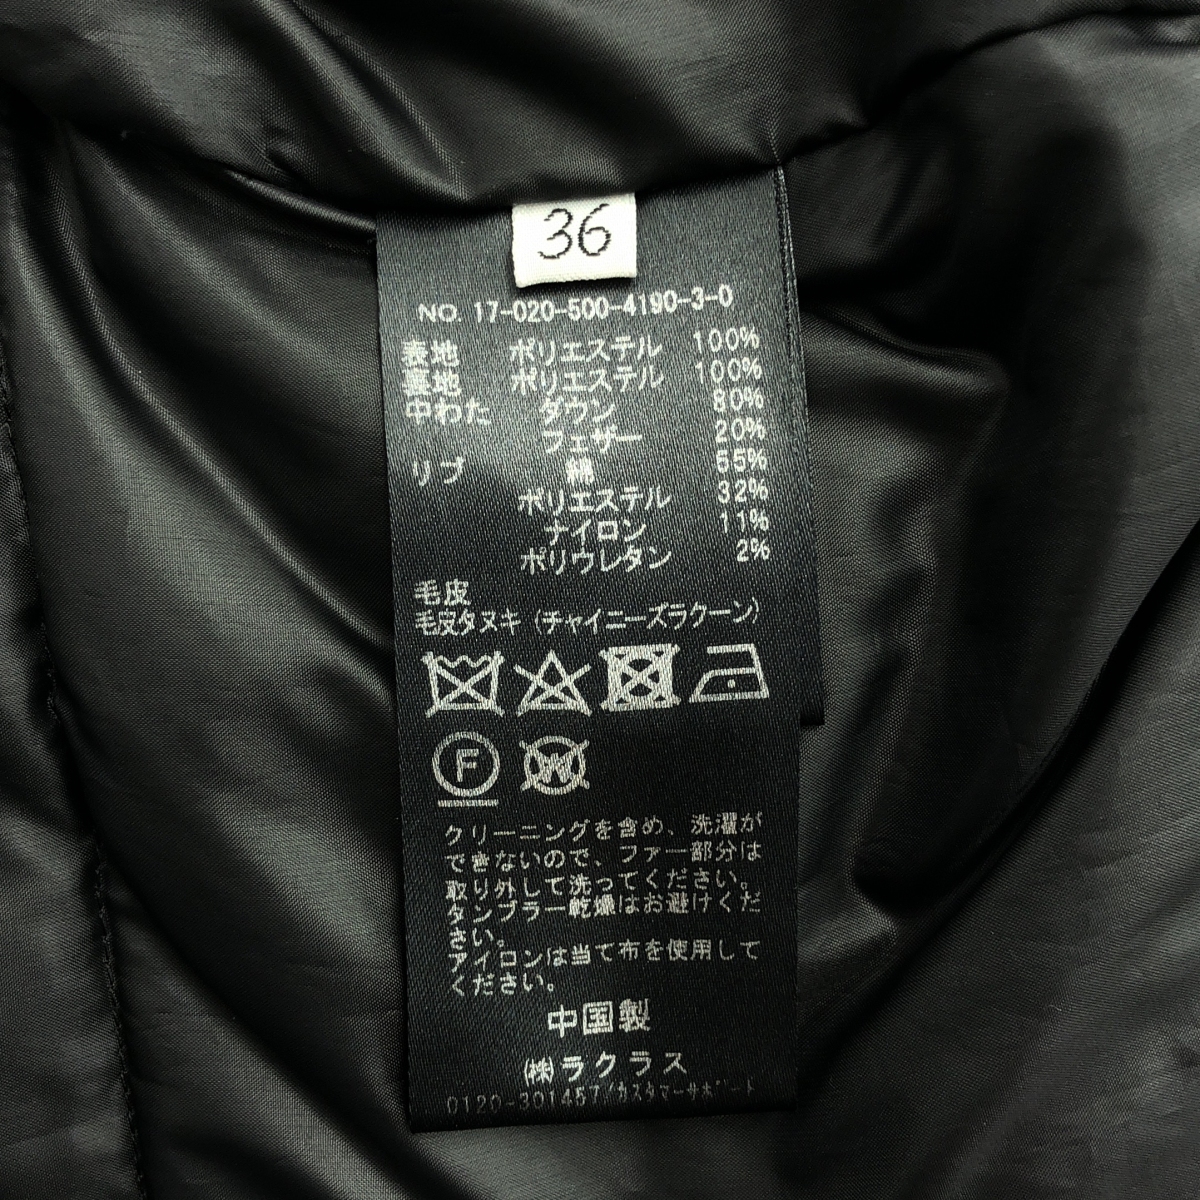 36
NO. 17-020-500-4190-3-0
表地 ポリエステル 100%
裏地 ポリエステル 100%
中わた ダウン 80%
フェザー 20%
リブ 綿 55%
ポリエステル 32%
ナイロン 11%
ポリウレタン 2%
毛皮
毛皮タヌキ(チャイニーズラクーン)
F W
クリーニングを含め、洗濯が
できないので、ファー部分は
取り外して洗ってください。
タンブラー乾燥はお避けくだ
さい。
アイロンは当て布を使用して
ください。
中国製
(株)ラクラス
0120-301457/カスタマーサポート